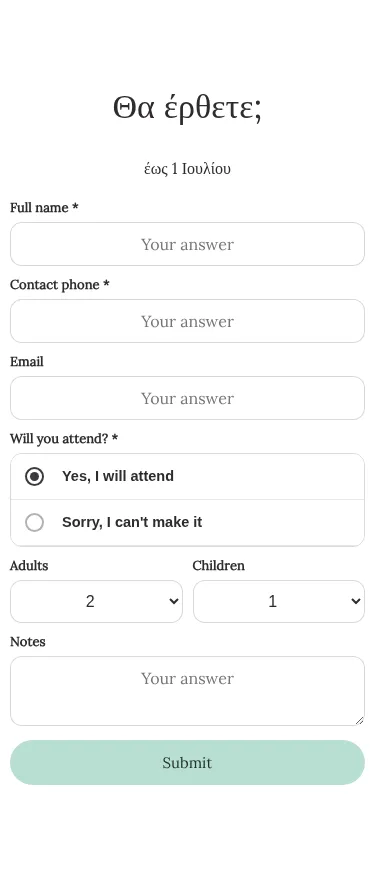 Θα έρθετε;
έως 1 Ιουλίου
Full name *
Your answer
Contact phone *
Your answer
Email
Your answer
Will you attend? *
Yes, I will attend
Sorry, I can't make it
Adults Children
2 1
Notes
Your answer
Submit